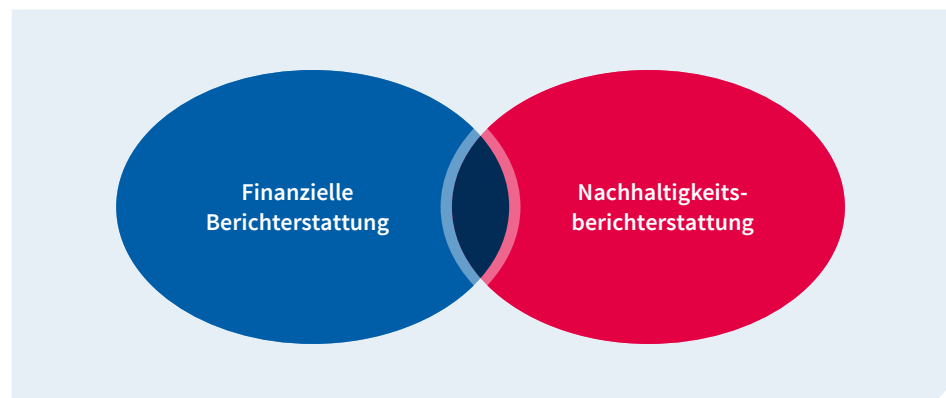 Finanzielle
Berichterstattung
Nachhaltigkeits-
berichterstattung